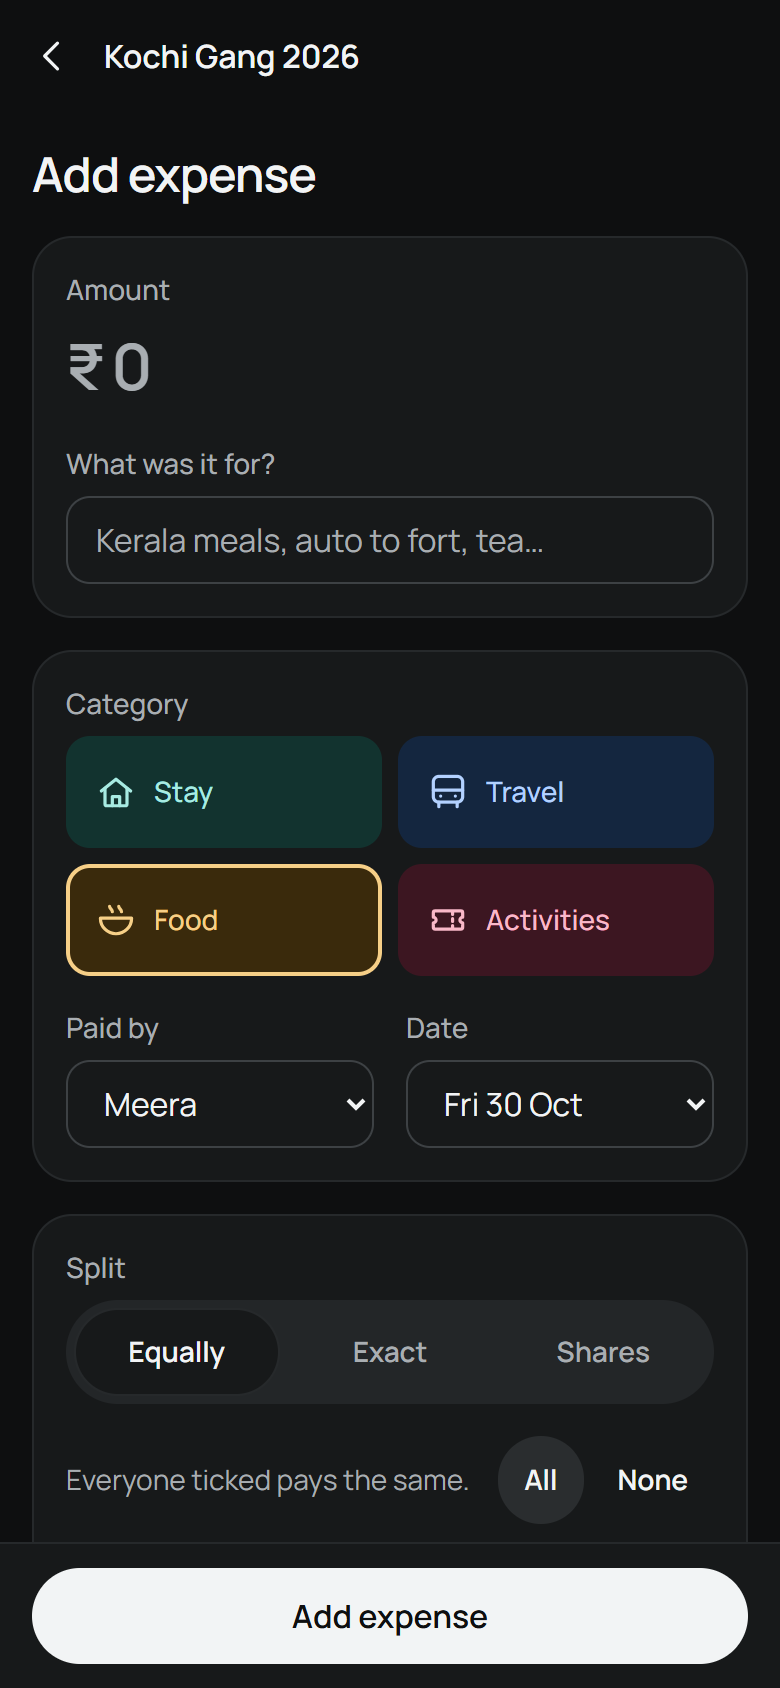 Kochi Gang 2026
Add expense
Amount
₹ 0
What was it for?
Kerala meals, auto to fort, tea…
Category
Stay
Travel
Food
Activities
Paid by
Date
Meera
Fri 30 Oct
Split
Equally
Exact
Shares
Everyone ticked pays the same.
All
None
Add expense